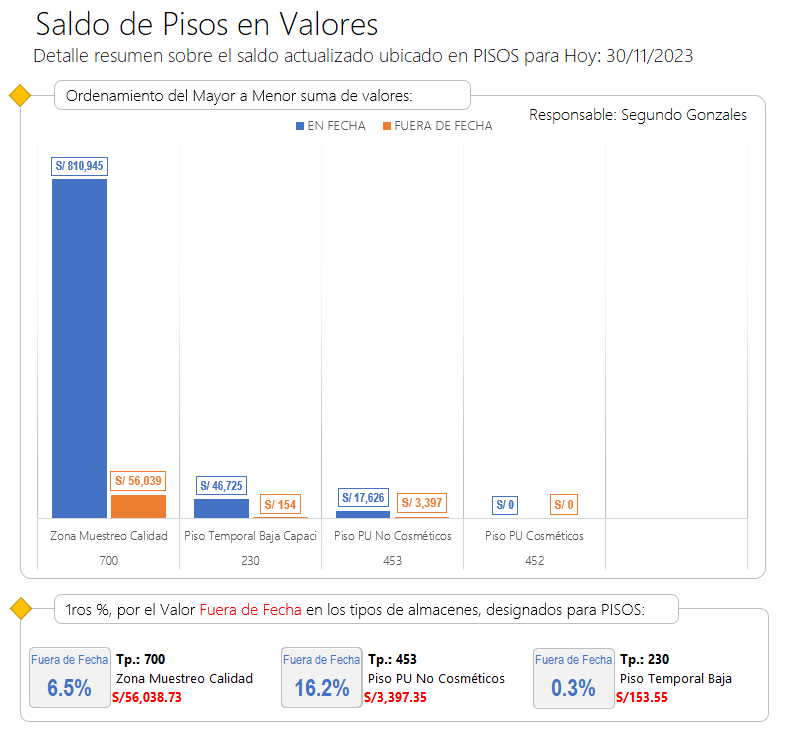 Saldo de Pisos en Valores
Detalle resumen sobre el saldo actualizado ubicado en PISOS para Hoy: 30/11/2023
Ordenamiento del Mayor a Menor suma de valores:
Responsable: Segundo Gonzales
EN FECHA FUERA DE FECHA
S/ 810,945
S/ 56,039
S/ 46,725
S/ 154
S/ 17,626
S/ 3,397
S/ 0
S/ 0
Zona Muestreo Calidad Piso Temporal Baja Capaci Piso PU No Cosméticos Piso PU Cosméticos
700 230 453 452
1ros %, por el Valor Fuera de Fecha en los tipos de almacenes, designados para PISOS:
Fuera de Fecha
6.5%
Tp.: 700
Zona Muestreo Calidad
S/56,038.73
Fuera de Fecha
16.2%
Tp.: 453
Piso PU No Cosméticos
S/3,397.35
Fuera de Fecha
0.3%
Tp.: 230
Piso Temporal Baja
S/153.55